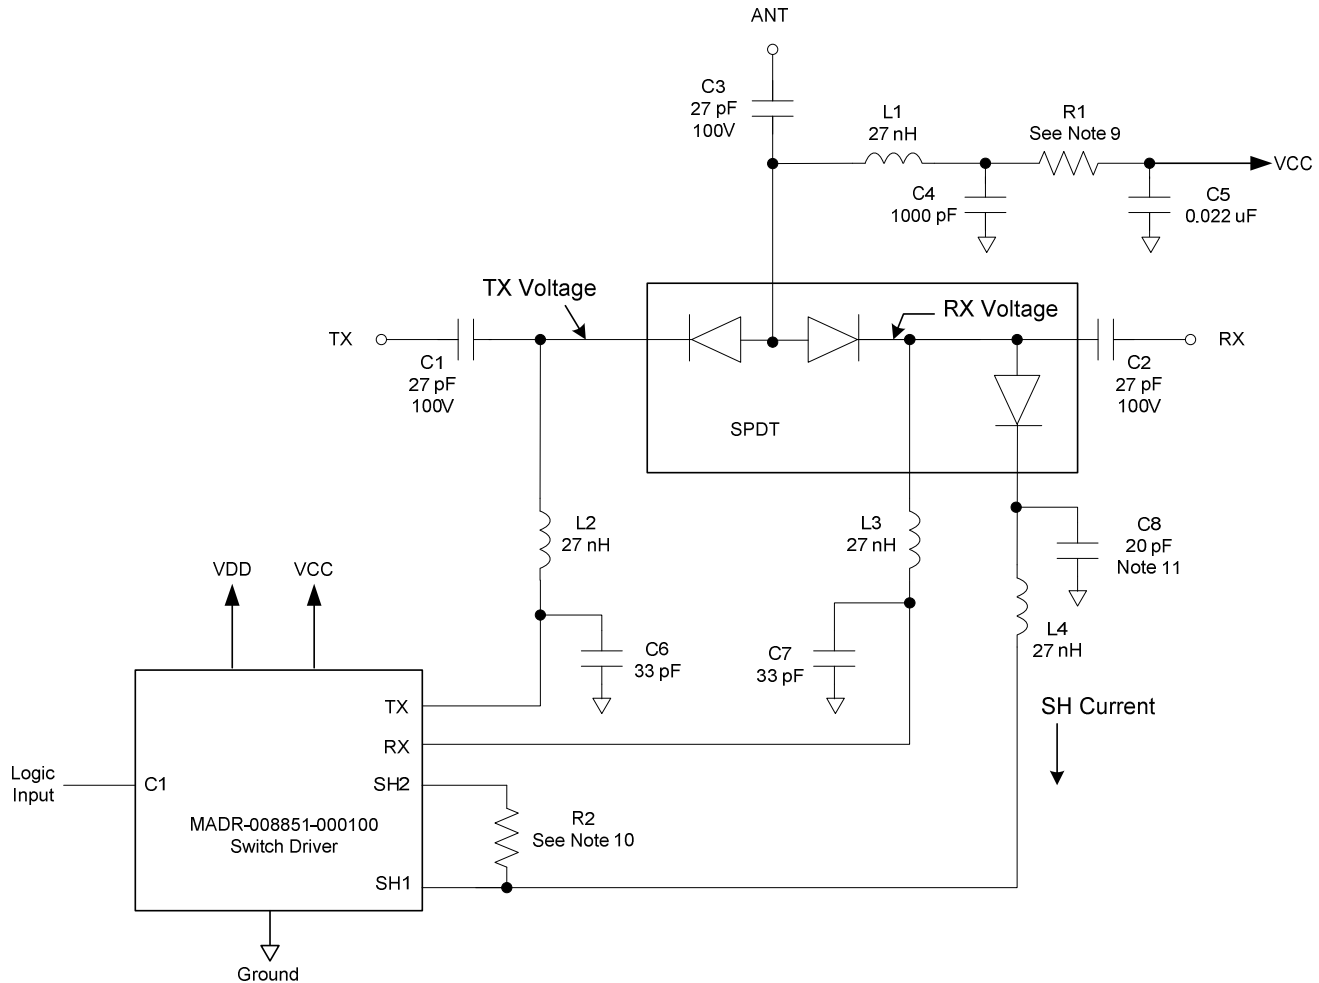 ANT
C3
27 pF
100V
L1
27 nH
R1
See Note 9
VCC
C4
1000 pF
C5
0.022 uF
TX Voltage
RX Voltage
TX
C1
27 pF
100V
SPDT
C2
27 pF
100V
RX
L2
27 nH
L3
27 nH
C8
20 pF
Note 11
VDD
VCC
C6
33 pF
C7
33 pF
L4
27 nH
SH Current
TX
RX
SH2
Logic
Input
C1
MADR-008851-000100
Switch Driver
R2
See Note 10
SH1
Ground